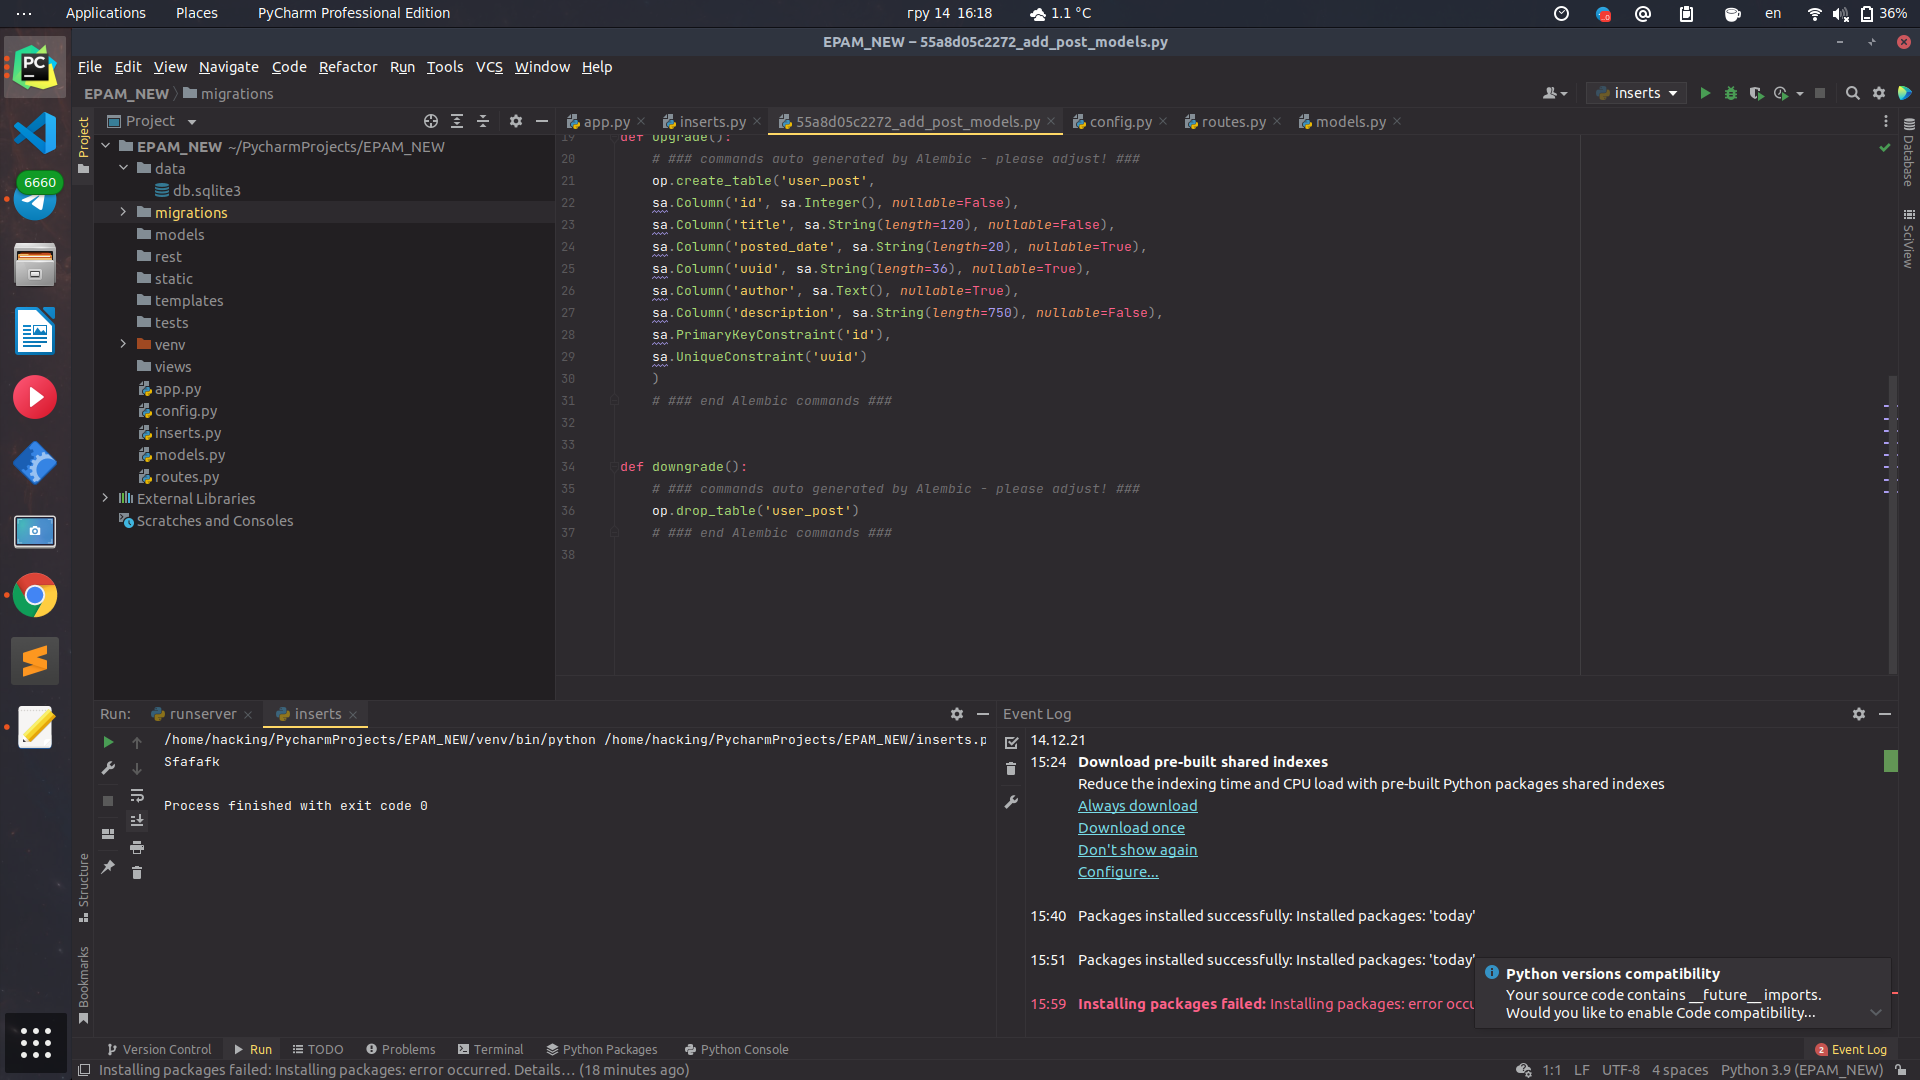 Applications Places PyCharm Professional Edition гру 14 16:18 1.1 °C en 36%
EPAM_NEW – 55a8d05c2272_add_post_models.py
File Edit View Navigate Code Refactor Run Tools VCS Window Help
EPAM_NEW migrations inserts
Project
app.py inserts.py 55a8d05c2272_add_post_models.py config.py routes.py models.py
Project
Structure
Bookmarks
Database
SciView
6660
EPAM_NEW ~/PycharmProjects/EPAM_NEW
data
db.sqlite3
migrations
models
rest
static
templates
tests
venv
views
app.py
config.py
inserts.py
models.py
routes.py
External Libraries
Scratches and Consoles
19 def upgrade():
20 # ### commands auto generated by Alembic - please adjust! ###
21 op.create_table('user_post',
22 sa.Column('id', sa.Integer(), nullable=False),
23 sa.Column('title', sa.String(length=120), nullable=False),
24 sa.Column('posted_date', sa.String(length=20), nullable=True),
25 sa.Column('uuid', sa.String(length=36), nullable=True),
26 sa.Column('author', sa.Text(), nullable=True),
27 sa.Column('description', sa.String(length=750), nullable=False),
28 sa.PrimaryKeyConstraint('id'),
29 sa.UniqueConstraint('uuid')
30 )
31 # ### end Alembic commands ###
32
33
34 def downgrade():
35 # ### commands auto generated by Alembic - please adjust! ###
36 op.drop_table('user_post')
37 # ### end Alembic commands ###
38
Run: runserver inserts
/home/hacking/PycharmProjects/EPAM_NEW/venv/bin/python /home/hacking/PycharmProjects/EPAM_NEW/inserts.p
Sfafafk
Process finished with exit code 0
Event Log
14.12.21
15:24 Download pre-built shared indexes
Reduce the indexing time and CPU load with pre-built Python packages shared indexes
Always download
Download once
Don't show again
Configure...
15:40 Packages installed successfully: Installed packages: 'today'
15:51 Packages installed successfully: Installed packages: 'today'
15:59 Installing packages failed: Installing packages: error occu
Python versions compatibility
Your source code contains __future__ imports.
Would you like to enable Code compatibility...
Version Control Run TODO Problems Terminal Python Packages Python Console 2 Event Log
Installing packages failed: Installing packages: error occurred. Details... (18 minutes ago) 1:1 LF UTF-8 4 spaces Python 3.9 (EPAM_NEW)